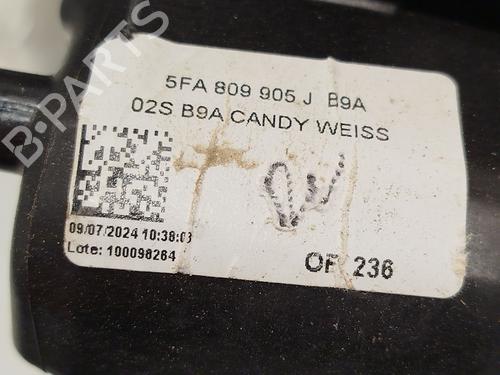 5FA 809 905 J B9A
02S B9A CANDY WEISS
09/07/2024 10:38:03
Lote: 100098264
OF 236
B-PARTS